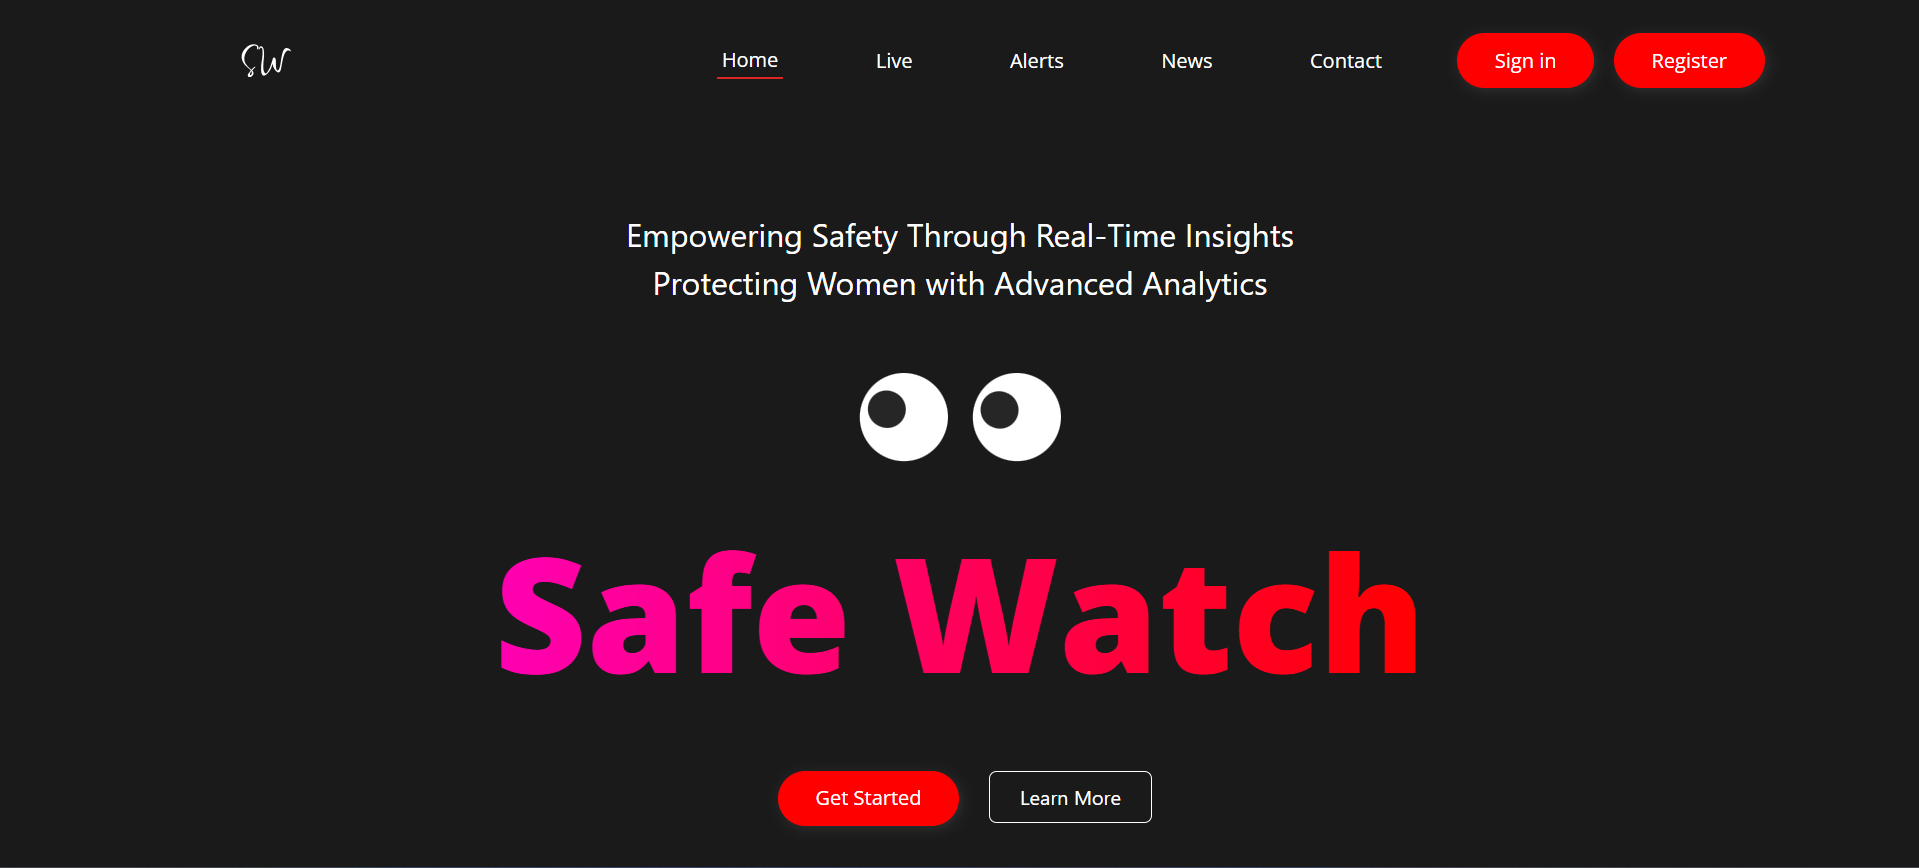 SW
Home Live Alerts News Contact Sign in Register
Empowering Safety Through Real-Time Insights
Protecting Women with Advanced Analytics
Safe Watch
Get Started Learn More